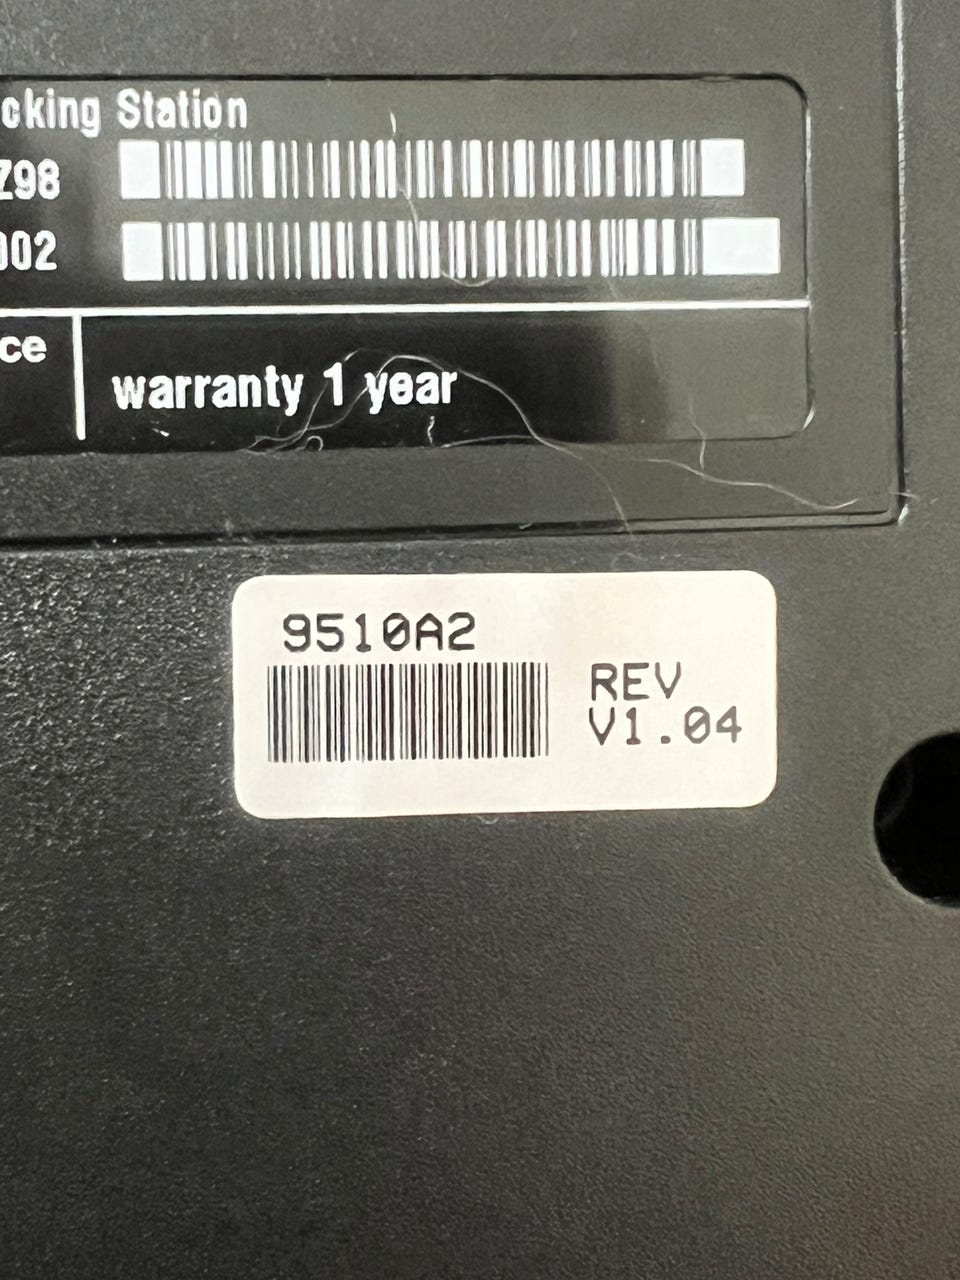 cking Station
Z98
002
ce
warranty 1 year
9510A2
REV
V1.04